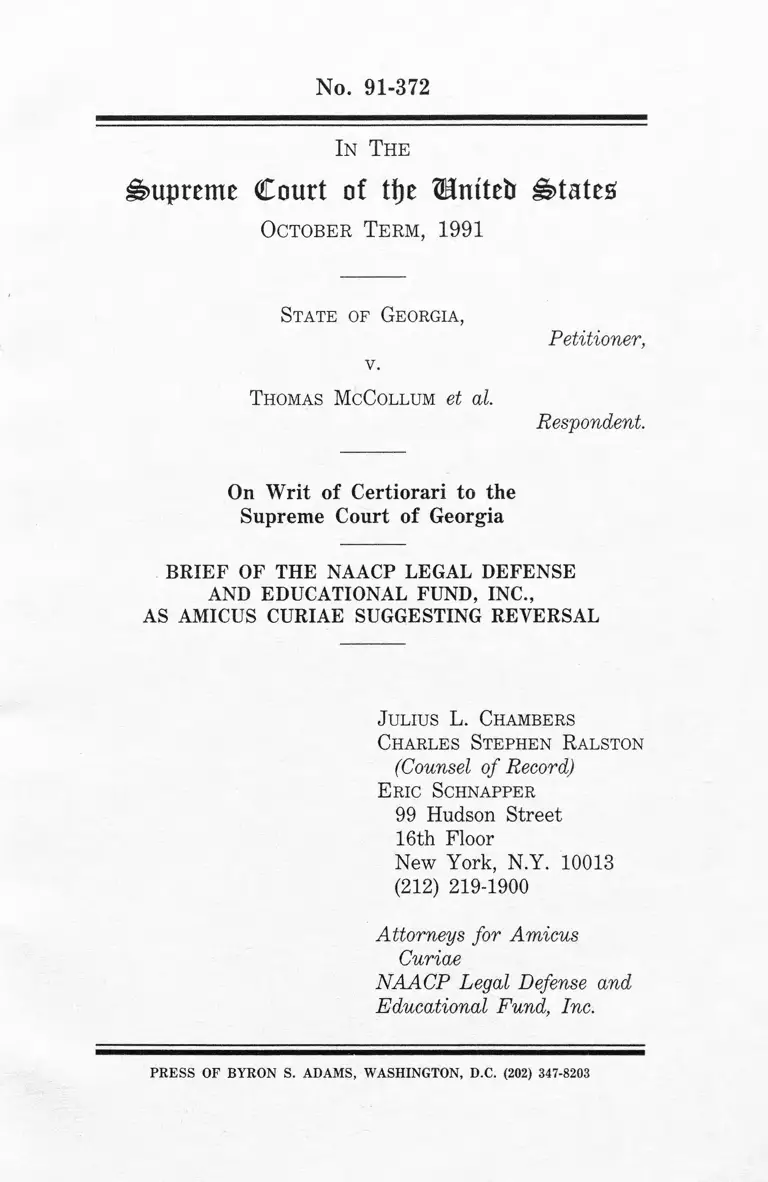 No. 91-372
IN THE
Supreme Court of the United States
OCTOBER TERM, 1991
STATE OF GEORGIA,
Petitioner,
v.
THOMAS MCCOLLUM et al.
Respondent.
On Writ of Certiorari to the
Supreme Court of Georgia
BRIEF OF THE NAACP LEGAL DEFENSE
AND EDUCATIONAL FUND, INC.,
AS AMICUS CURIAE SUGGESTING REVERSAL
JULIUS L. CHAMBERS
CHARLES STEPHEN RALSTON
(Counsel of Record)
ERIC SCHNAPPER
99 Hudson Street
16th Floor
New York, N.Y. 10013
(212) 219-1900
Attorneys for Amicus
Curiae
NAACP Legal Defense and
Educational Fund, Inc.
PRESS OF BYRON S. ADAMS, WASHINGTON, D.C. (202) 347-8203